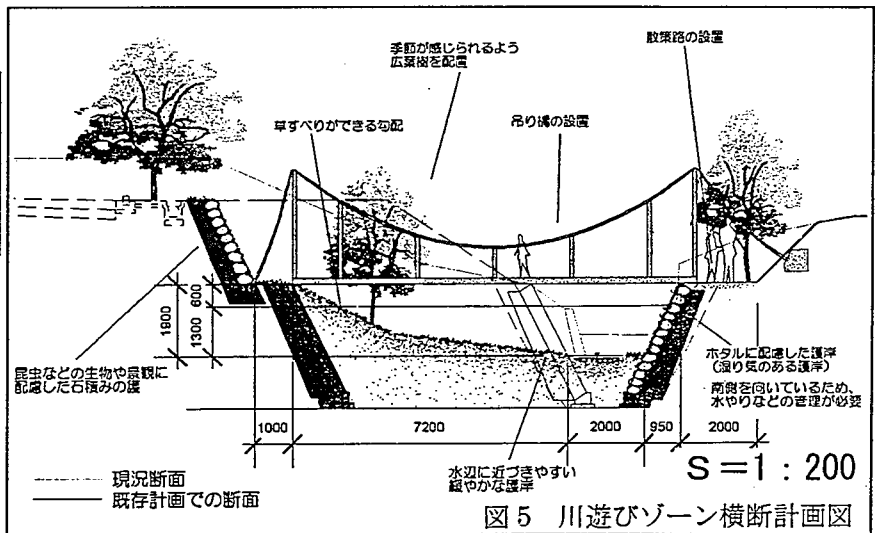 季節が感じられるよう
広葉樹を配置
散策路の設置
草すべりができる勾配
吊り橋の設置
1900
600
1300
昆虫などの生物や景観に
配慮した石積みの護
ホタルに配慮した護岸
(湿り気のある護岸)
南側を向いているため、
水やりなどの管理が必要
1000
7200
2000
950
2000
水辺に近づきやすい
緩やかな護岸
S=1:200
現況断面
既存計画での断面
図5 川遊びゾーン横断計画図